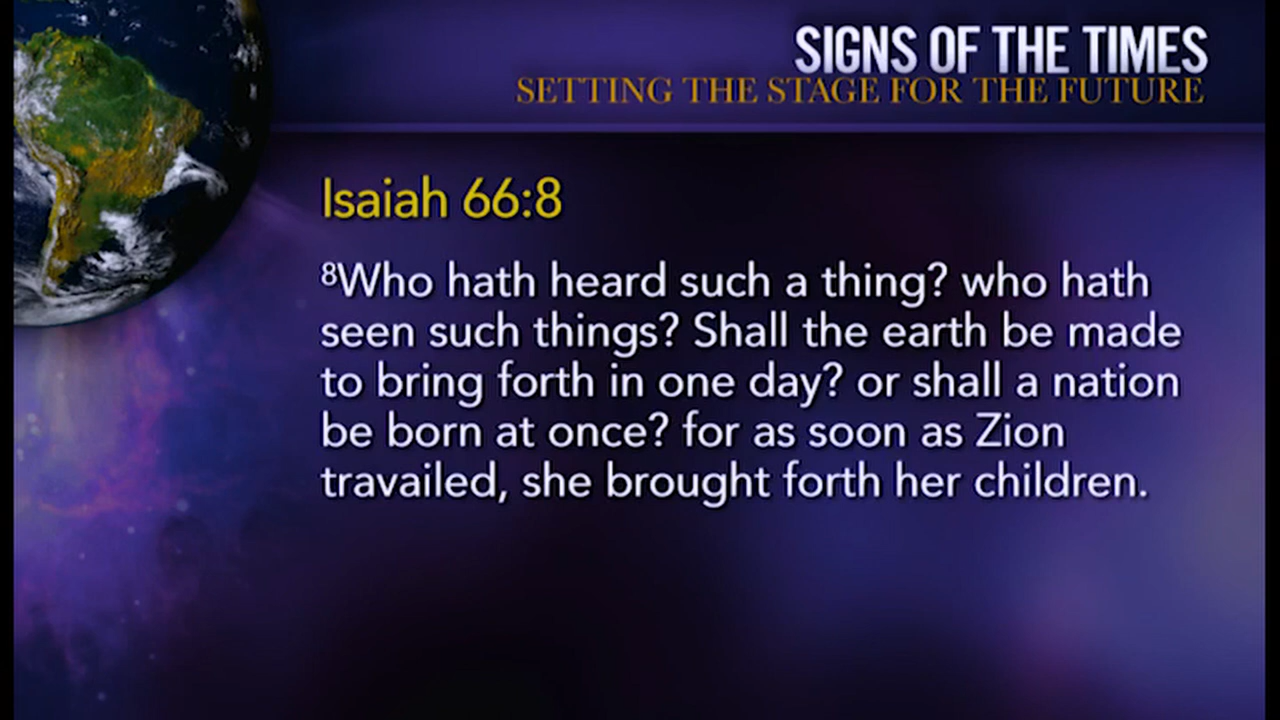 SIGNS OF THE TIMES
SETTING THE STAGE FOR THE FUTURE
Isaiah 66:8
8Who hath heard such a thing? who hath
seen such things? Shall the earth be made
to bring forth in one day? or shall a nation
be born at once? for as soon as Zion
travailed, she brought forth her children.